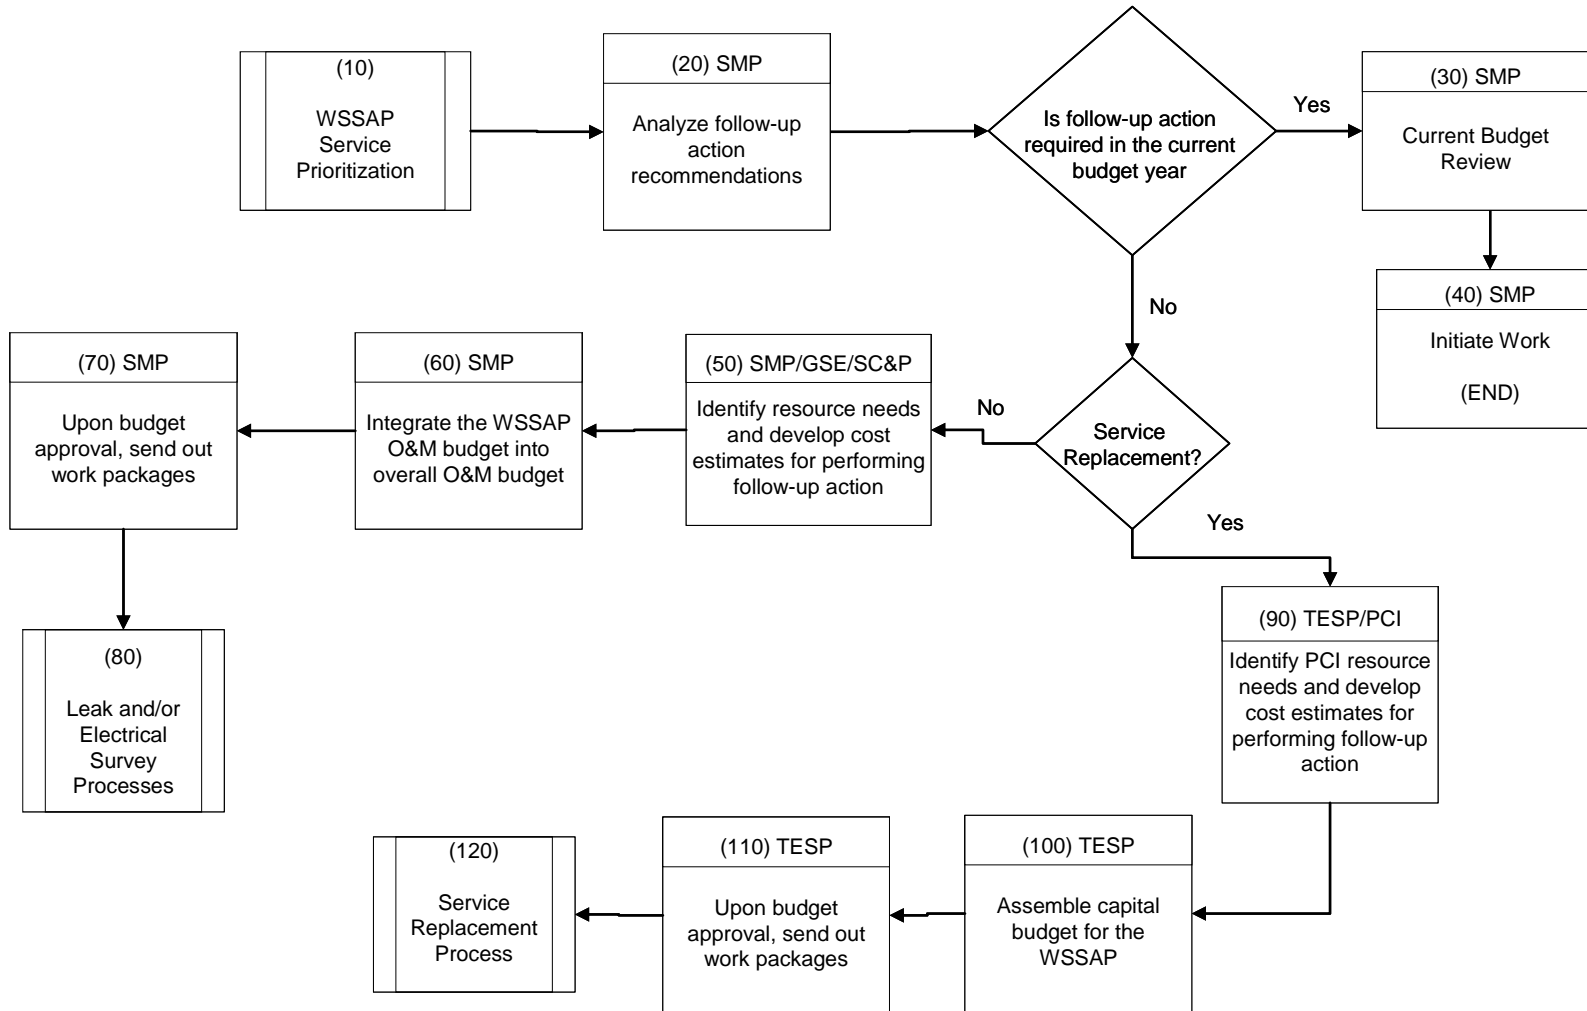 (10)
WSSAP
Service
Prioritization
(20) SMP
Analyze follow-up
action
recommendations
Is follow-up action
required in the current
budget year
Yes
(30) SMP
Current Budget
Review
(40) SMP
Initiate Work
(END)
No
Service
Replacement?
No
(50) SMP/GSE/SC&P
Identify resource needs
and develop cost
estimates for performing
follow-up action
(60) SMP
Integrate the WSSAP
O&M budget into
overall O&M budget
(70) SMP
Upon budget
approval, send out
work packages
(80)
Leak and/or
Electrical
Survey
Processes
Yes
(90) TESP/PCI
Identify PCI resource
needs and develop
cost estimates for
performing follow-up
action
(100) TESP
Assemble capital
budget for the
WSSAP
(110) TESP
Upon budget
approval, send out
work packages
(120)
Service
Replacement
Process